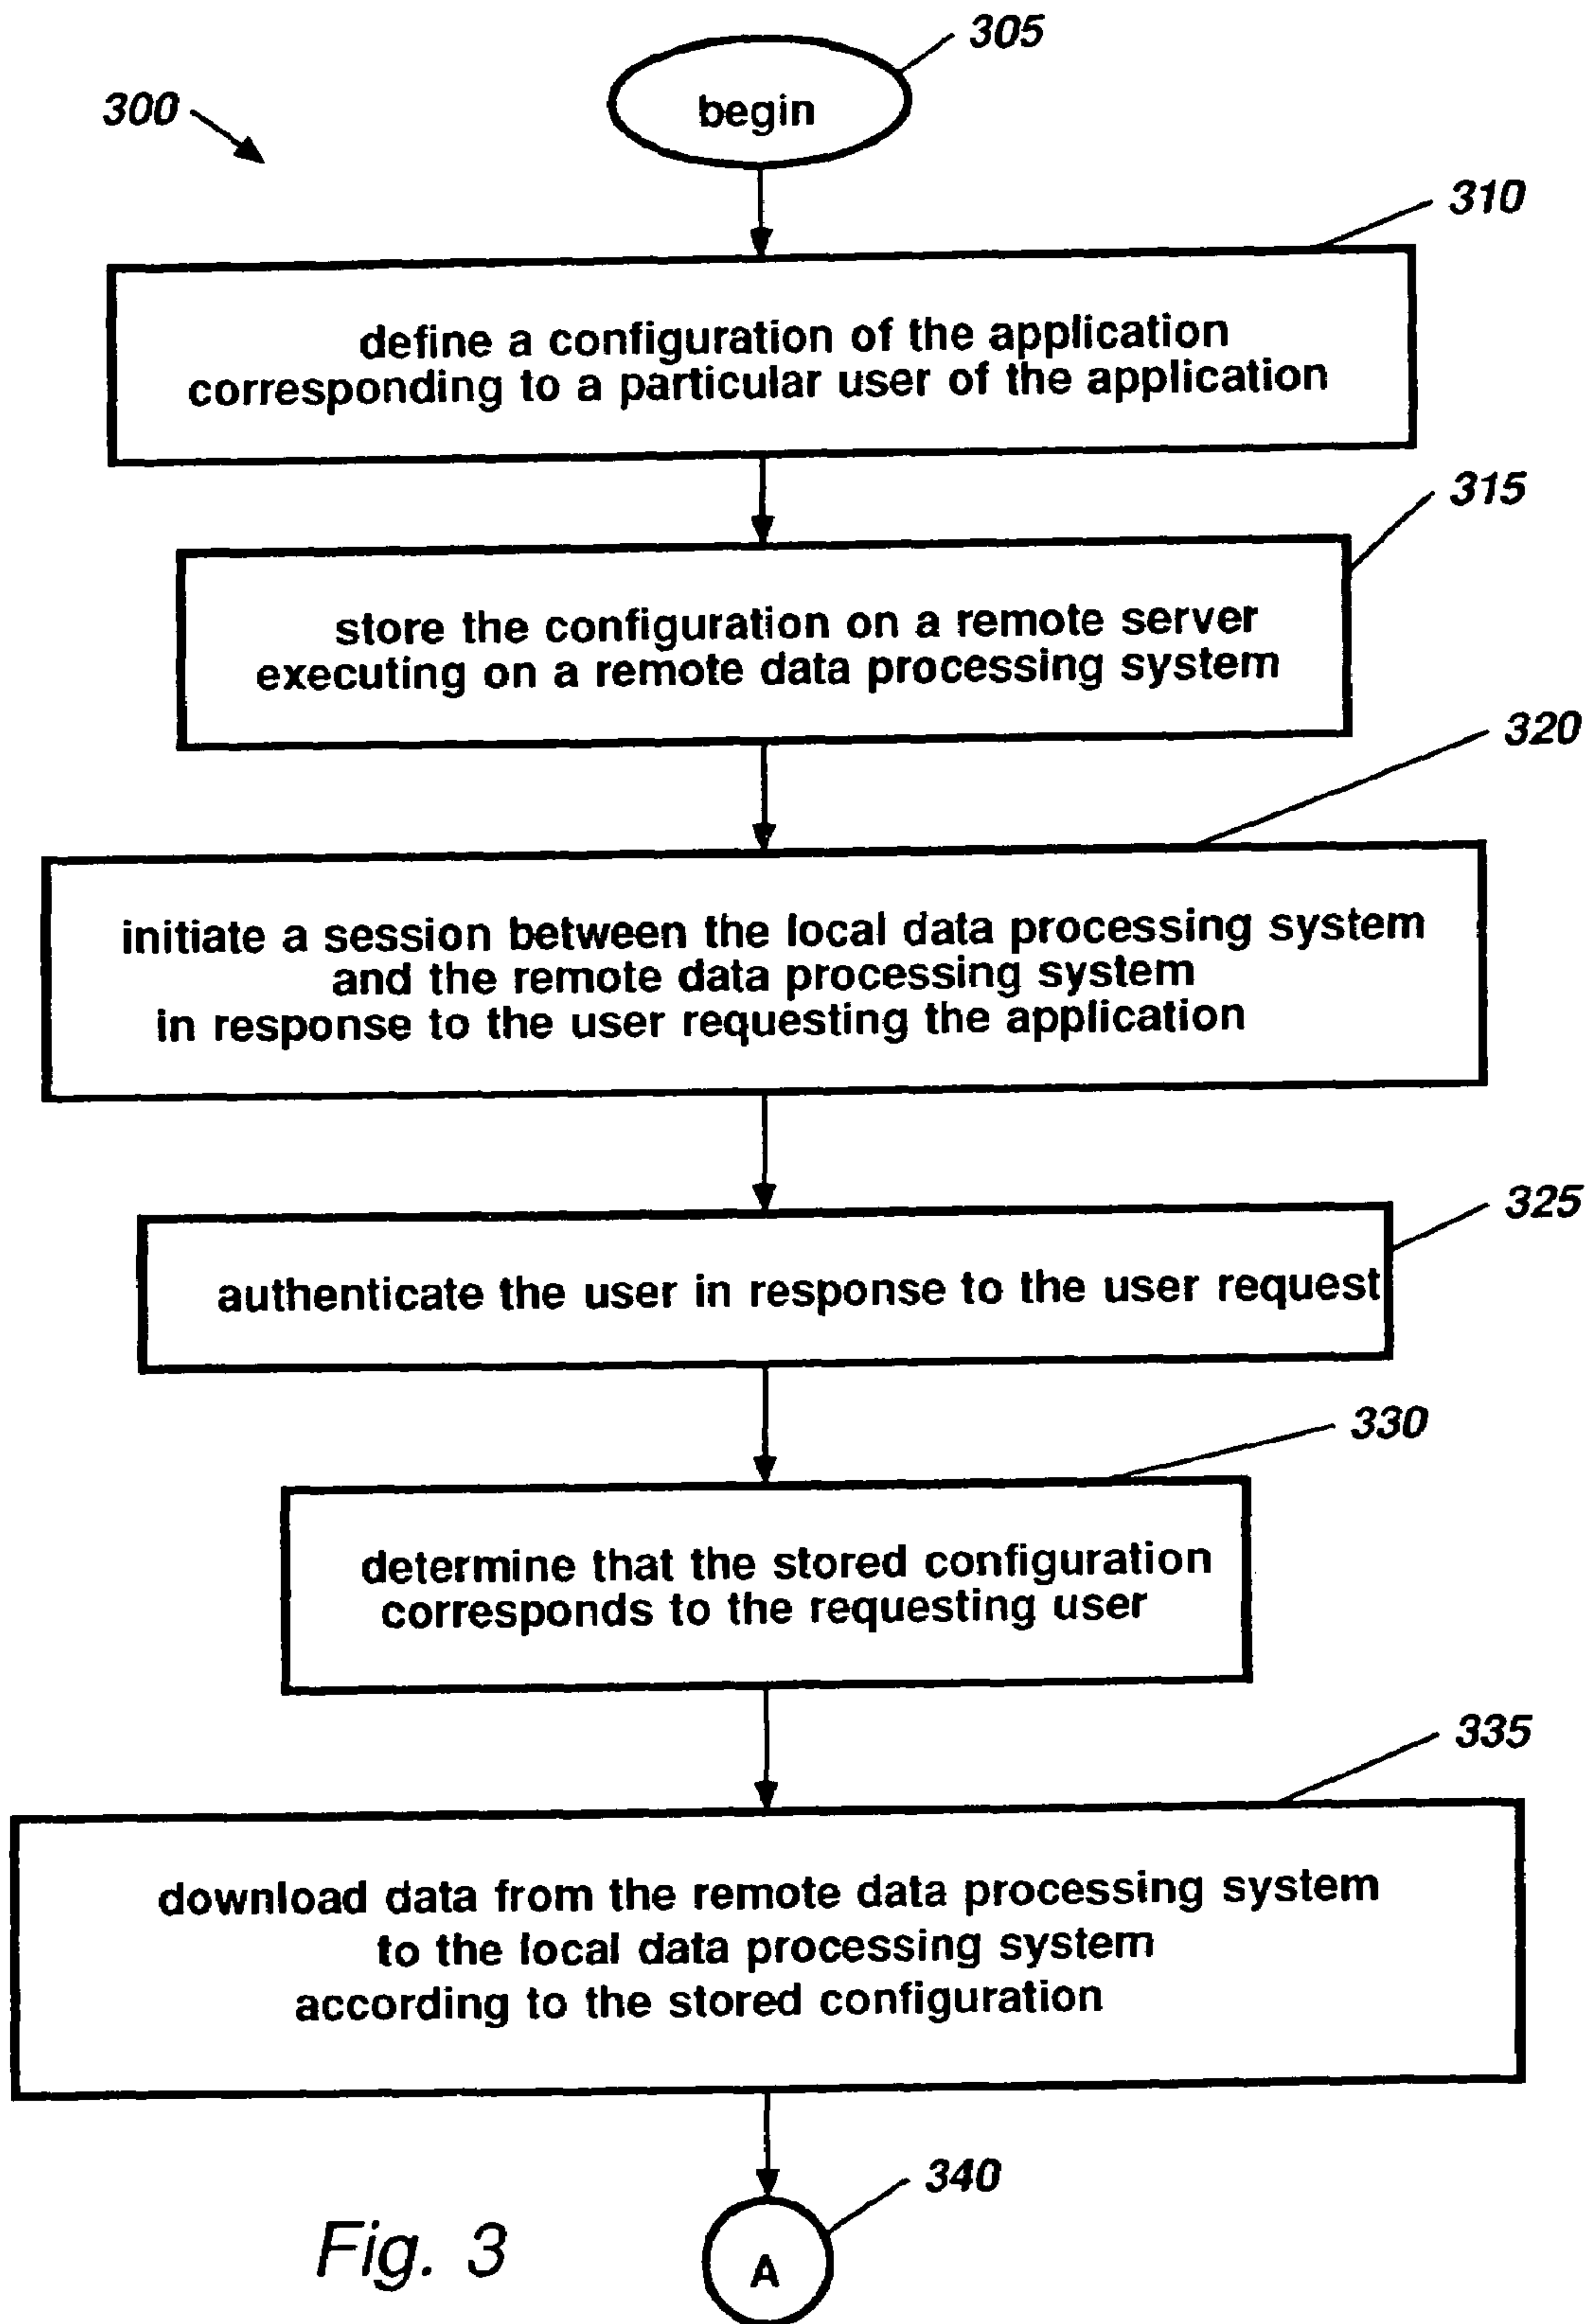 305
begin
300
310
define a configuration of the application
corresponding to a particular user of the application
315
store the configuration on a remote server
executing on a remote data processing system
320
initiate a session between the local data processing system
and the remote data processing system
in response to the user requesting the application
325
authenticate the user in response to the user request
330
determine that the stored configuration
corresponds to the requesting user
335
download data from the remote data processing system
to the local data processing system
according to the stored configuration
340
A
Fig. 3